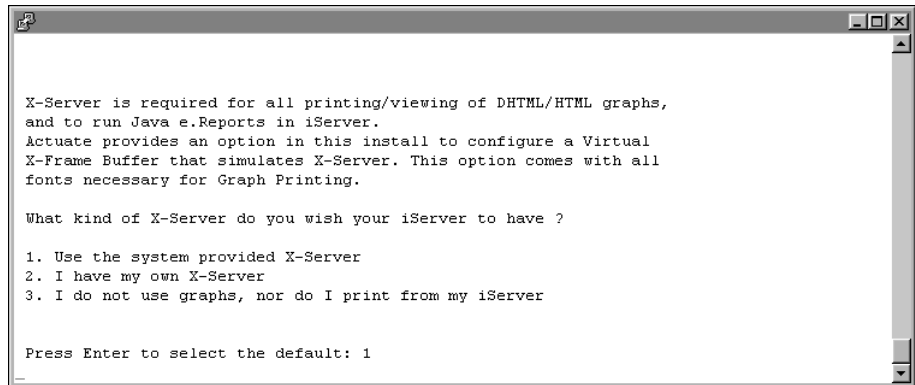 X-Server is required for all printing/viewing of DHTML/HTML graphs,
and to run Java e.Reports in iServer.
Actuate provides an option in this install to configure a Virtual
X-Frame Buffer that simulates X-Server. This option comes with all
fonts necessary for Graph Printing.
What kind of X-Server do you wish your iServer to have ?
1. Use the system provided X-Server
2. I have my own X-Server
3. I do not use graphs, nor do I print from my iServer
Press Enter to select the default: 1
_